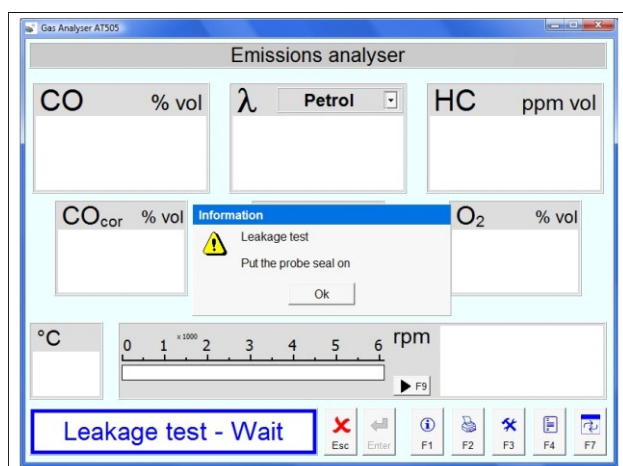 Gas Analyser AT505
Emissions analyser
CO % vol
λ Petrol
HC ppm vol
COcor % vol
O2 % vol
Information
Leakage test
Put the probe seal on
Ok
°C
0 1 x 1000 2 3 4 5 6 rpm
F9
Leakage test - Wait
Esc Enter F1 F2 F3 F4 F7